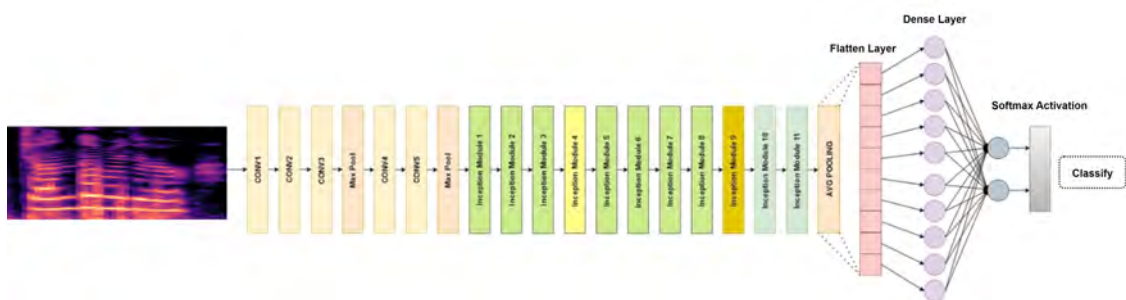 Dense Layer
Flatten Layer
Softmax Activation
CONV1
CONV2
CONV3
Max Pool
CONV4
CONV5
Max Pool
Inception Module 1
Inception Module 2
Inception Module 3
Inception Module 4
Inception Module 5
Inception Module 6
Inception Module 7
Inception Module 8
Inception Module 9
Inception Module 10
Inception Module 11
AVG POOLING
Classify